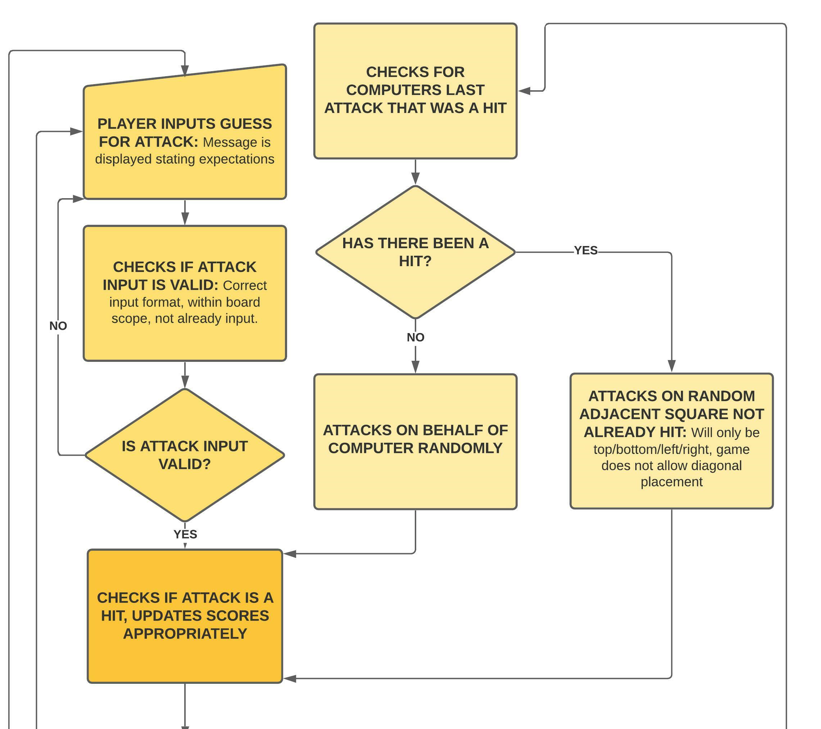 PLAYER INPUTS GUESS
FOR ATTACK: Message is
displayed stating expectations
CHECKS IF ATTACK
INPUT IS VALID: Correct
input format, within board
scope, not already input.
NO
IS ATTACK INPUT
VALID?
YES
CHECKS IF ATTACK IS A
HIT, UPDATES SCORES
APPROPRIATELY
CHECKS FOR
COMPUTERS LAST
ATTACK THAT WAS A HIT
HAS THERE BEEN A
HIT?
YES
NO
ATTACKS ON BEHALF OF
COMPUTER RANDOMLY
ATTACKS ON RANDOM
ADJACENT SQUARE NOT
ALREADY HIT: Will only be
top/bottom/left/right, game
does not allow diagonal
placement